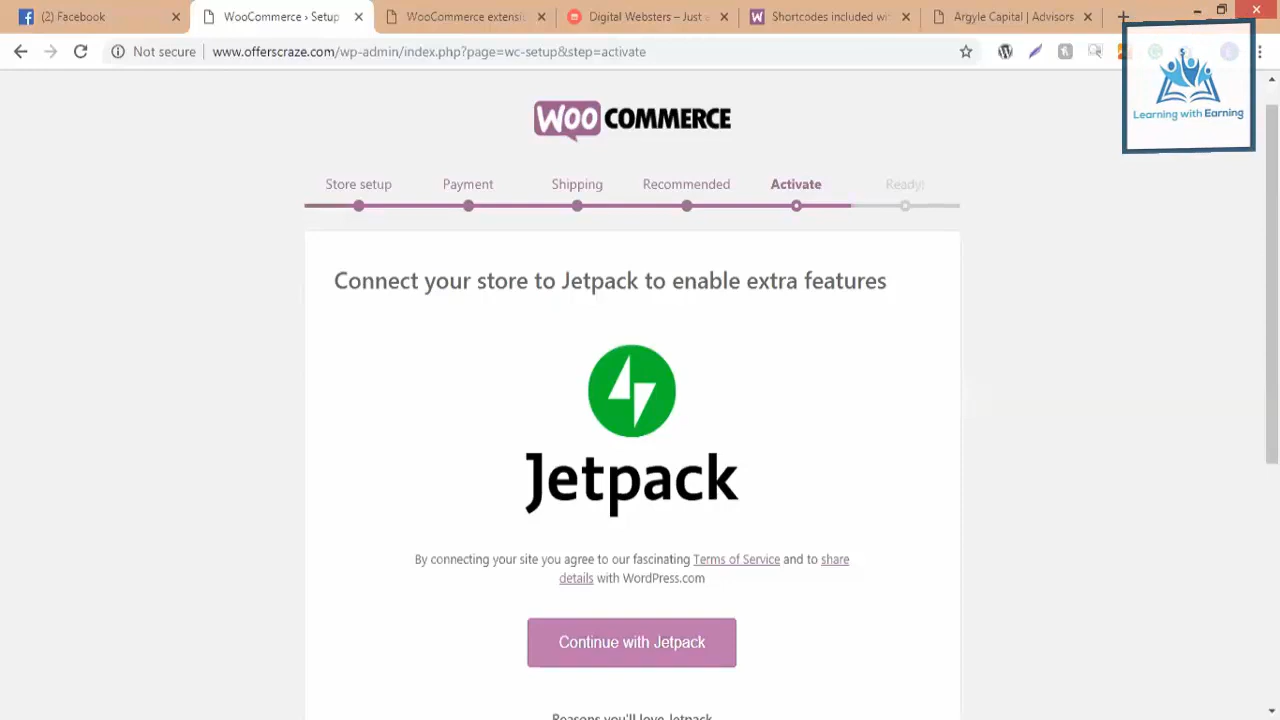 (2) Facebook
WooCommerce › Setup
WooCommerce extensi
Digital Websters – Just a
Shortcodes included wi
Argyle Capital | Advisors
Not secure
www.offerscraze.com/wp-admin/index.php?page=wc-setup&step=activate
Learning with Earning
WOO COMMERCE
Store setup
Payment
Shipping
Recommended
Activate
Ready!
Connect your store to Jetpack to enable extra features
Jetpack
By connecting your site you agree to our fascinating Terms of Service and to share
details with WordPress.com
Continue with Jetpack
Reasons you'll love Jetpack